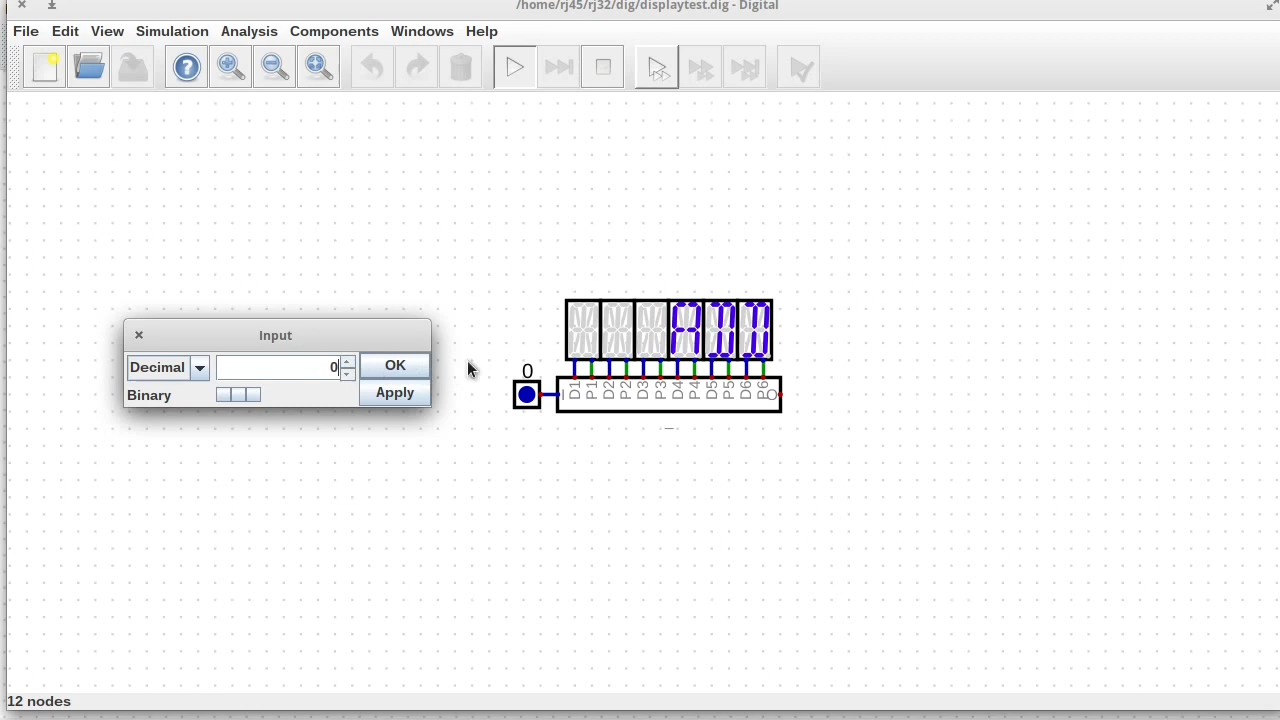 /home/rj45/rj32/dig/displaytest.dig - Digital
File Edit View Simulation Analysis Components Windows Help
ADD
Input
Decimal 0 OK
Binary Apply
0
I D1 P1 D2 P2 D3 P3 D4 P4 D5 P5 D6 P6 O
12 nodes